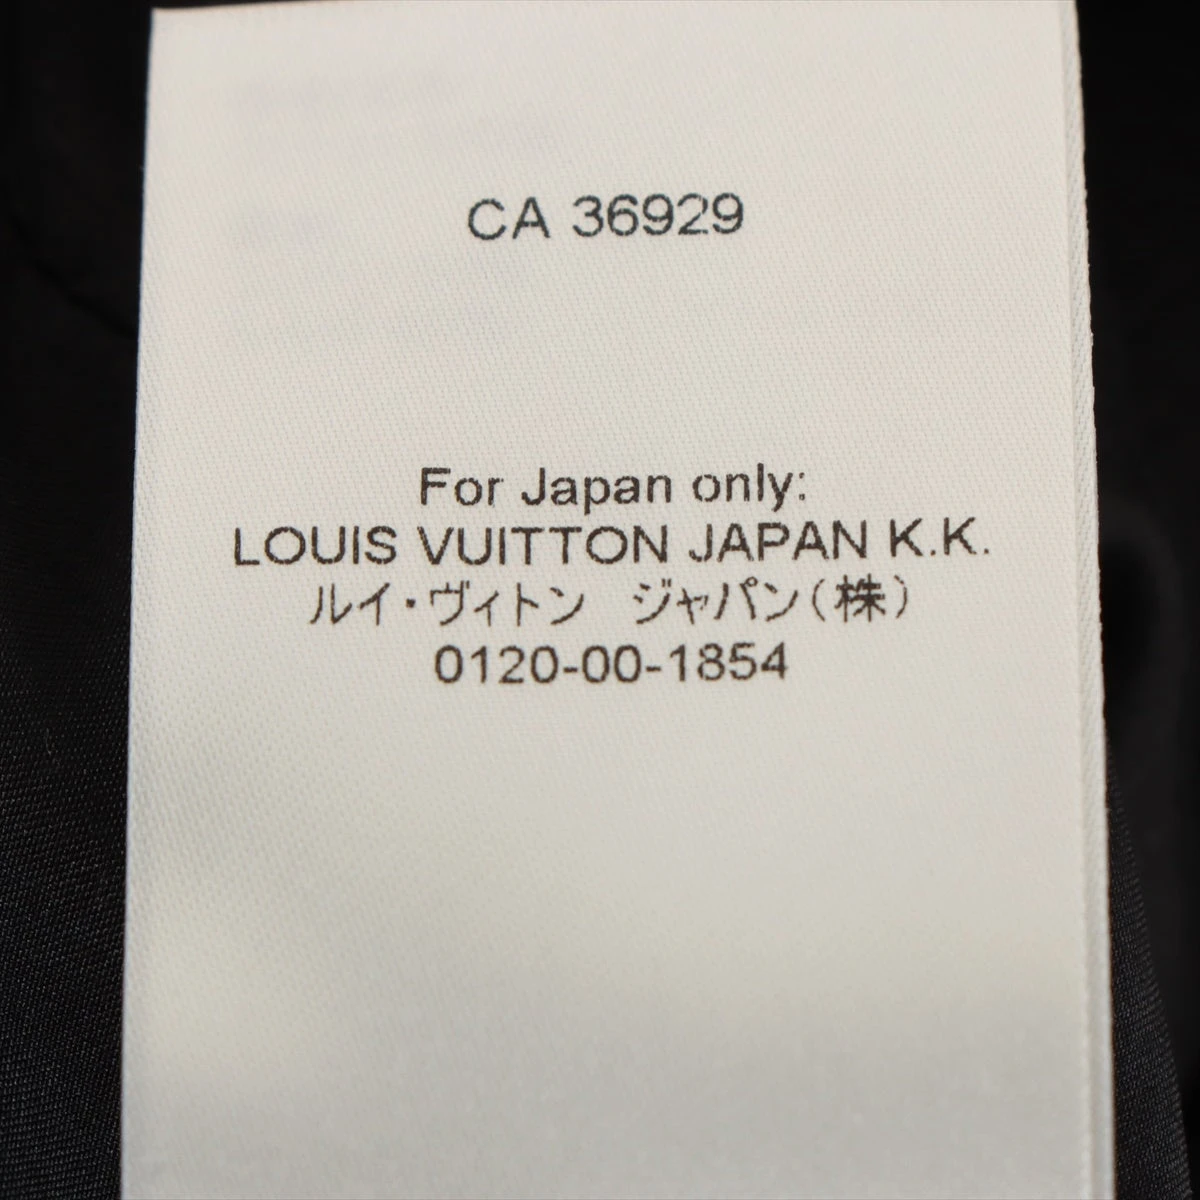 CA 36929
For Japan only:
LOUIS VUITTON JAPAN K.K.
ルイ・ヴィトン　ジャパン(株)
0120-00-1854